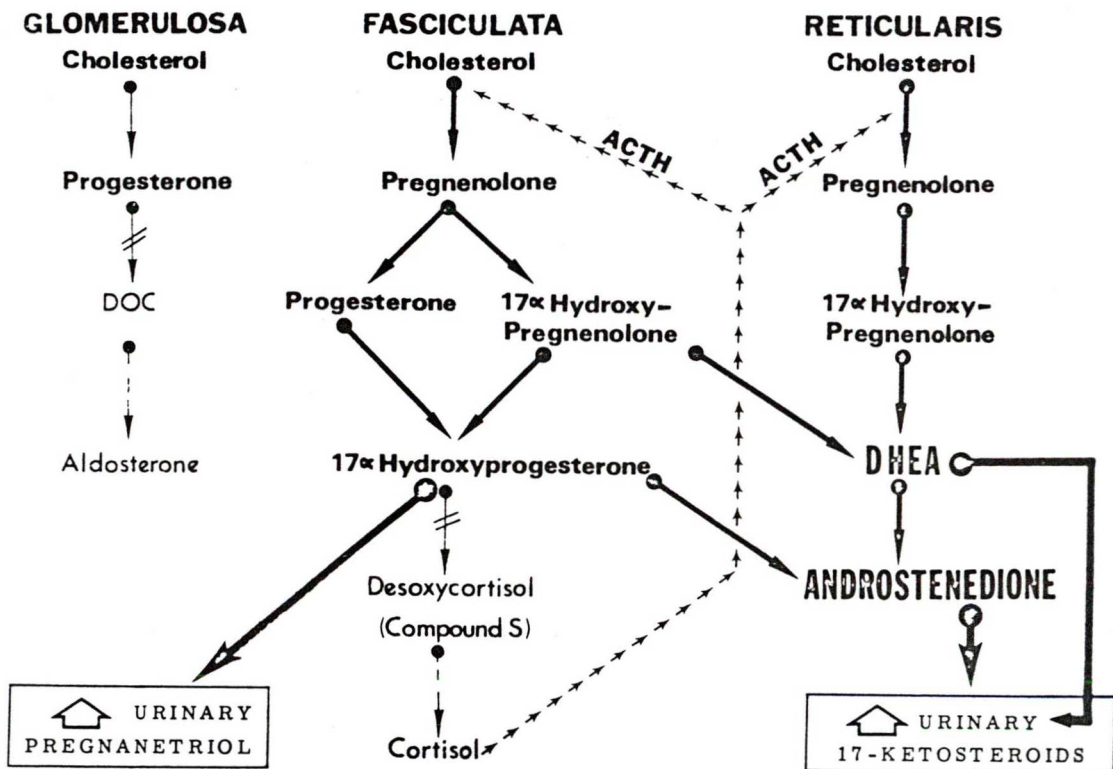 GLOMERULOSA
Cholesterol
Progesterone
DOC
Aldosterone
FASCICULATA
Cholesterol
Pregnenolone
Progesterone
17α Hydroxy-
Pregnenolone
17α Hydroxyprogesterone
Desoxycortisol
(Compound S)
Cortisol
ACTH
ACTH
RETICULARIS
Cholesterol
Pregnenolone
17α Hydroxy-
Pregnenolone
DHEA
ANDROSTENEDIONE
URINARY
PREGNANETRIOL
URINARY
17-KETOSTEROIDS